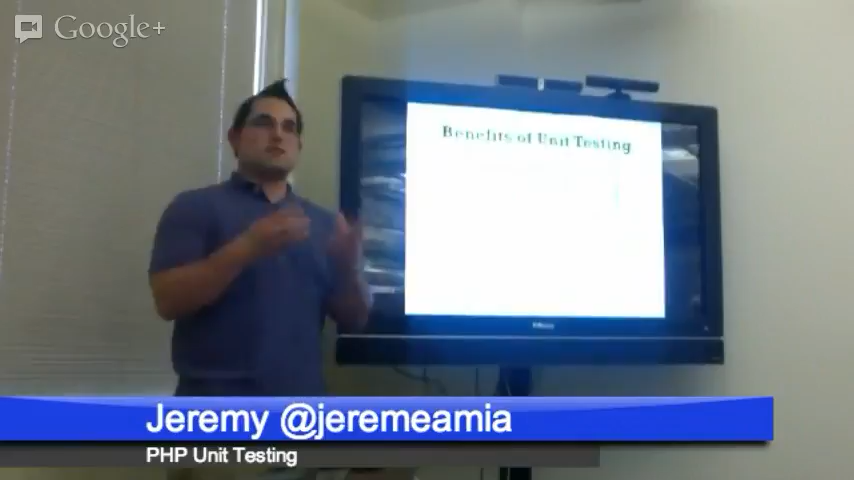 Google+
Benefits of Unit Testing
Jeremy @jeremeamia
PHP Unit Testing